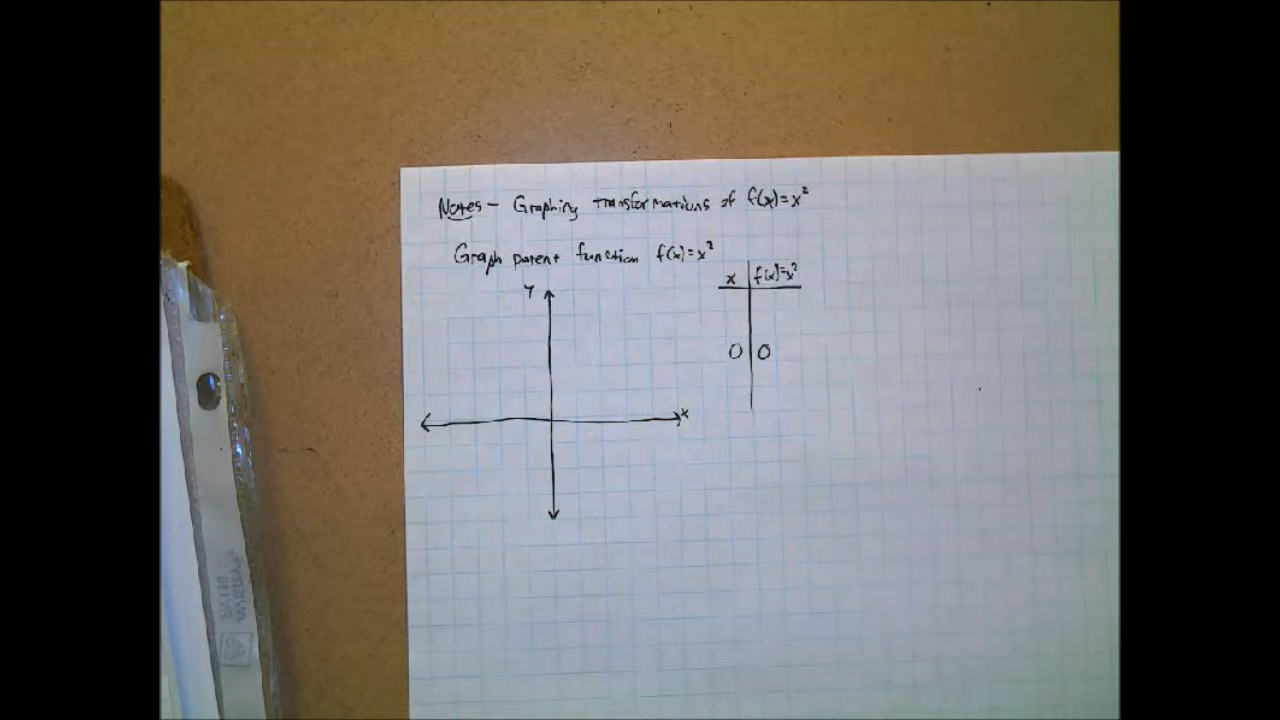 Notes - Graphing transformations of f(x)=x²
Graph parent function f(x)=x²
x f(x)=x²
y
0 0
x